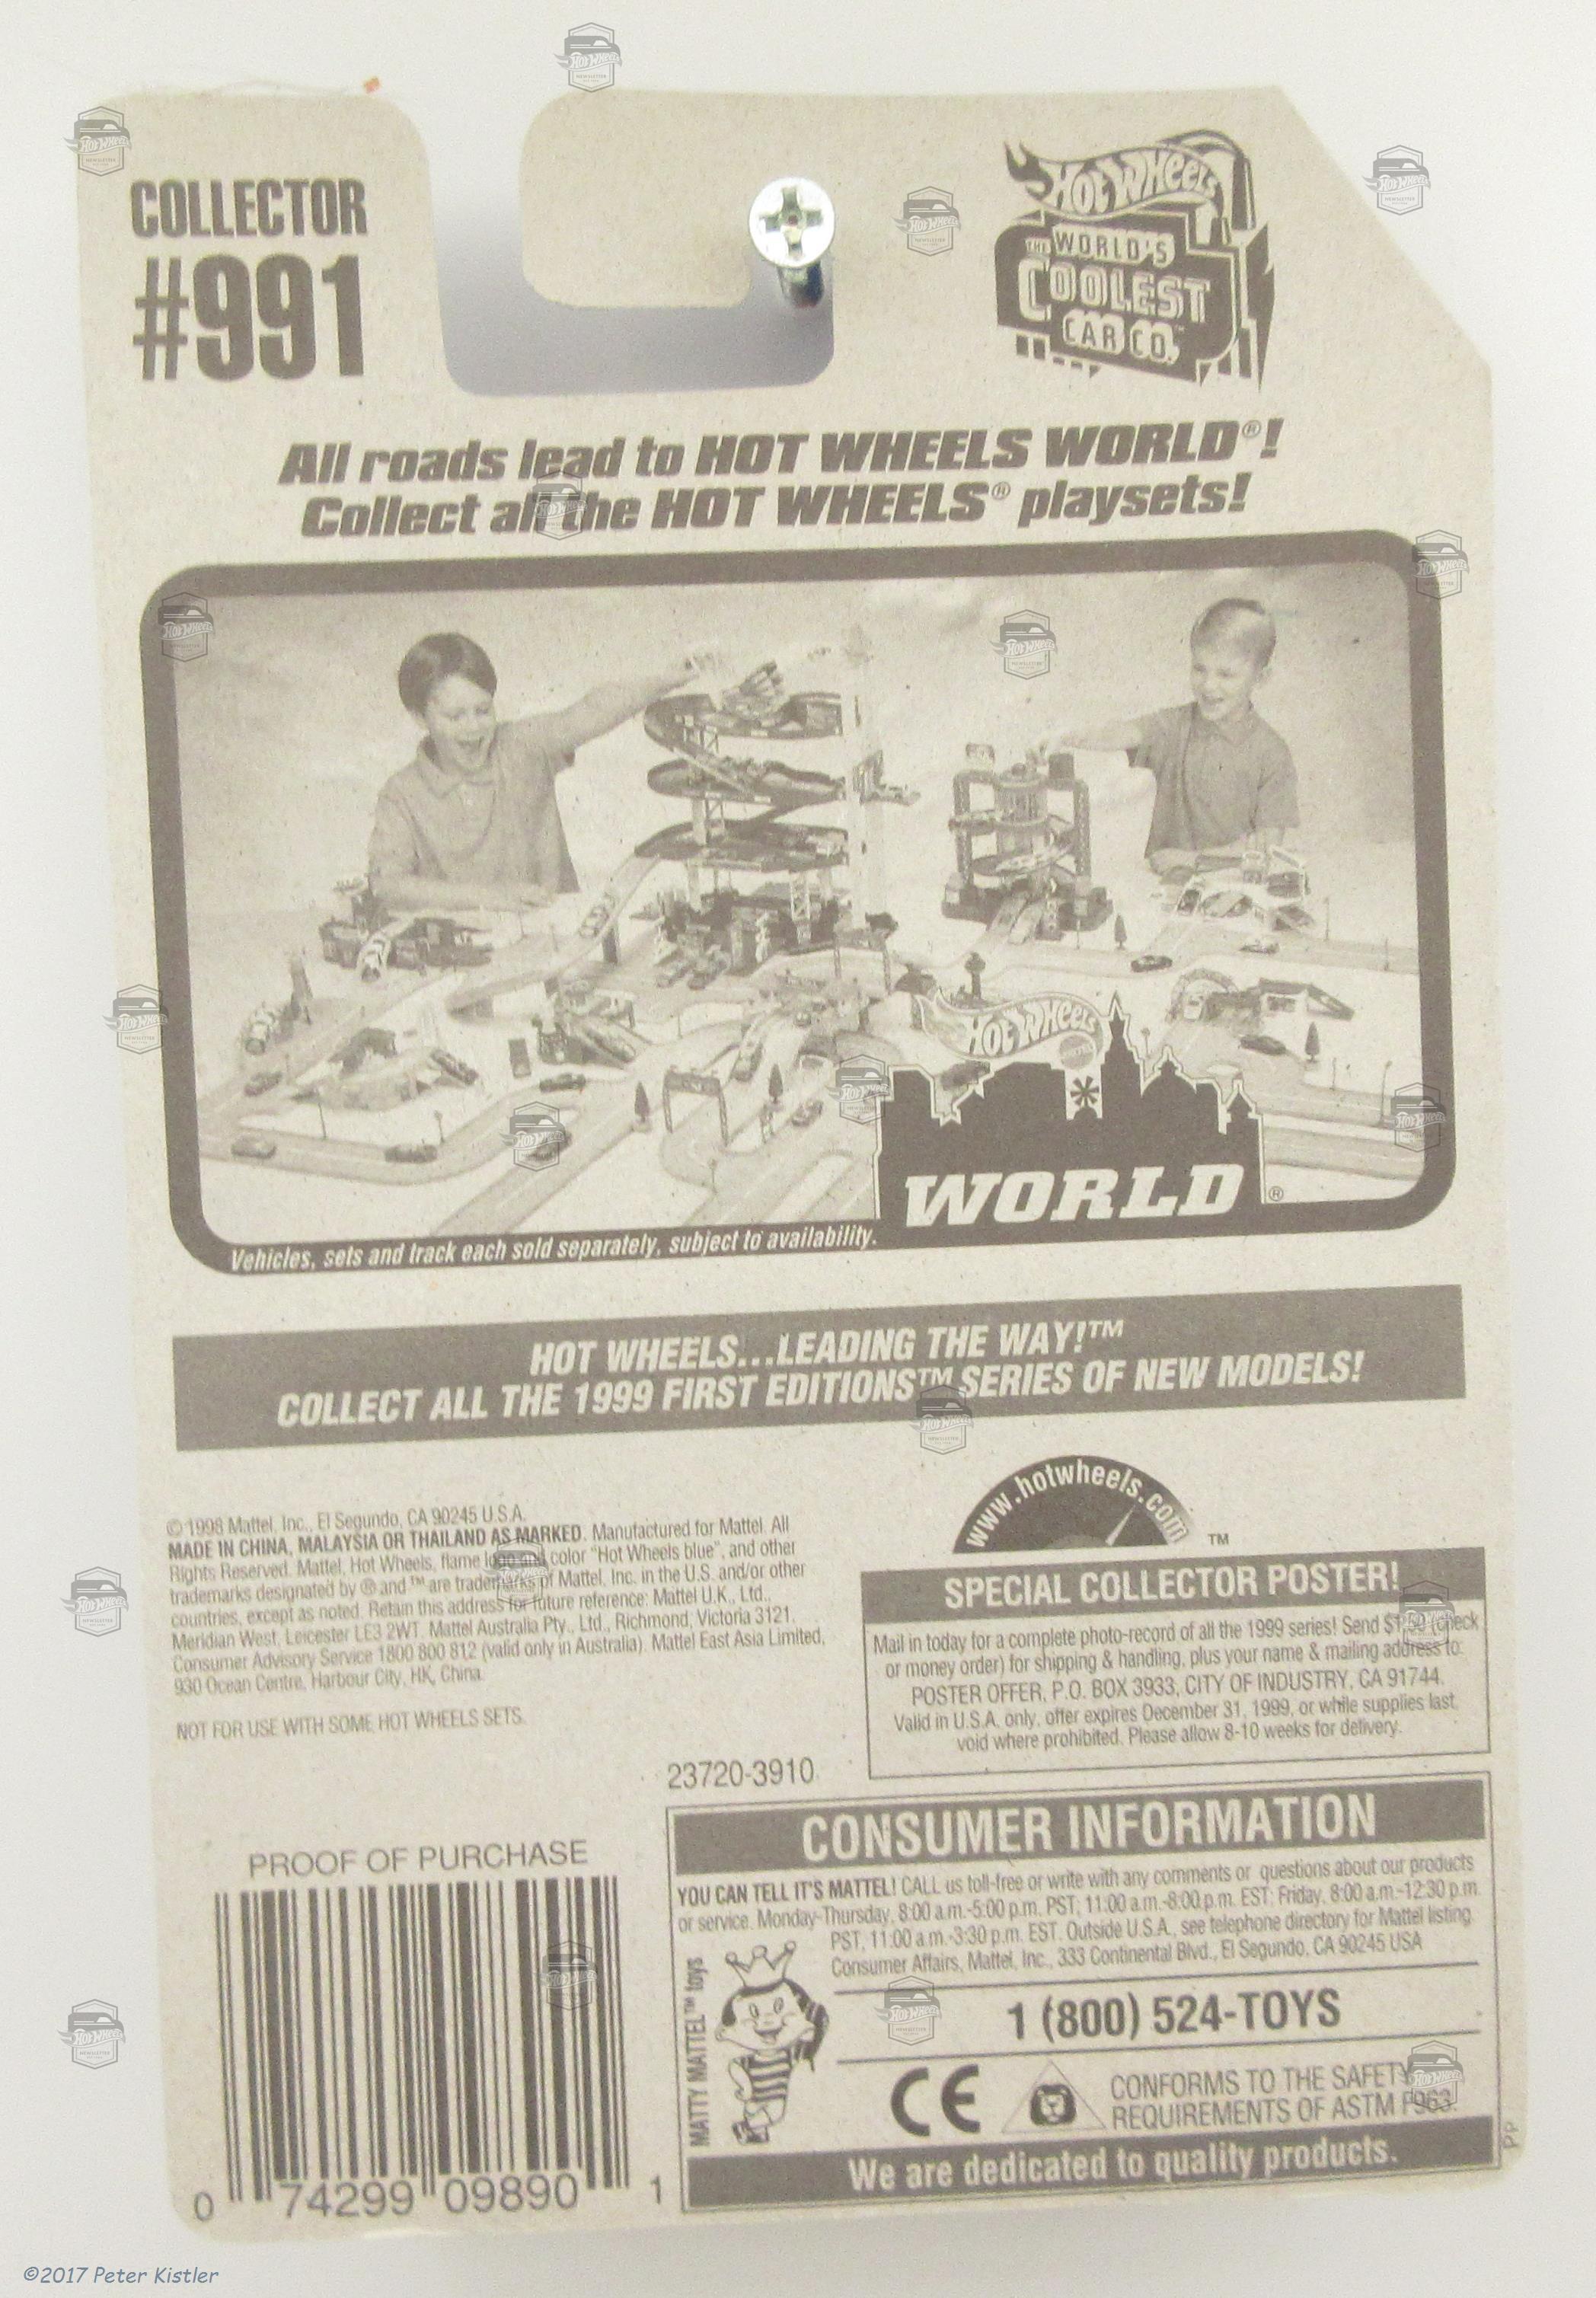 COLLECTOR
#991
HOT WHEELS
THE WORLD'S
COOLEST
CAR CO.™
All roads lead to HOT WHEELS WORLD®!
Collect all the HOT WHEELS® playsets!
HOT WHEELS
WORLD®
Vehicles, sets and track each sold separately, subject to availability.
HOT WHEELS...LEADING THE WAY!™
COLLECT ALL THE 1999 FIRST EDITIONS™ SERIES OF NEW MODELS!
©1998 Mattel, Inc., El Segundo, CA 90245 U.S.A.
MADE IN CHINA, MALAYSIA OR THAILAND AS MARKED. Manufactured for Mattel. All
Rights Reserved. Mattel, Hot Wheels, flame logo and color "Hot Wheels blue", and other
trademarks designated by ® and ™ are trademarks of Mattel, Inc. in the U.S. and/or other
countries, except as noted. Retain this address for future reference: Mattel U.K., Ltd.,
Meridian West, Leicester LE3 2WT. Mattel Australia Pty., Ltd., Richmond, Victoria 3121.
Consumer Advisory Service 1800 800 812 (valid only in Australia). Mattel East Asia Limited,
930 Ocean Centre, Harbour City, HK, China.
NOT FOR USE WITH SOME HOT WHEELS SETS.
www.hotwheels.com
™
SPECIAL COLLECTOR POSTER!
Mail in today for a complete photo-record of all the 1999 series! Send $1.50 (check
or money order) for shipping & handling, plus your name & mailing address to:
POSTER OFFER, P.O. BOX 3933, CITY OF INDUSTRY, CA 91744.
Valid in U.S.A. only, offer expires December 31, 1999, or while supplies last,
void where prohibited. Please allow 8-10 weeks for delivery.
23720-3910
PROOF OF PURCHASE
0 74299 09890 1
CONSUMER INFORMATION
YOU CAN TELL IT'S MATTEL! CALL us toll-free or write with any comments or questions about our products
or service. Monday-Thursday, 8:00 a.m.-5:00 p.m. PST; 11:00 a.m.-8:00 p.m. EST; Friday, 8:00 a.m.-12:30 p.m.
PST, 11:00 a.m.-3:30 p.m. EST. Outside U.S.A., see telephone directory for Mattel listing.
Consumer Affairs, Mattel, Inc., 333 Continental Blvd., El Segundo, CA 90245 USA
MATTY MATTEL™ toys
1 (800) 524-TOYS
CE
CONFORMS TO THE SAFETY
REQUIREMENTS OF ASTM F963.
We are dedicated to quality products.
PP
©2017 Peter Kistler